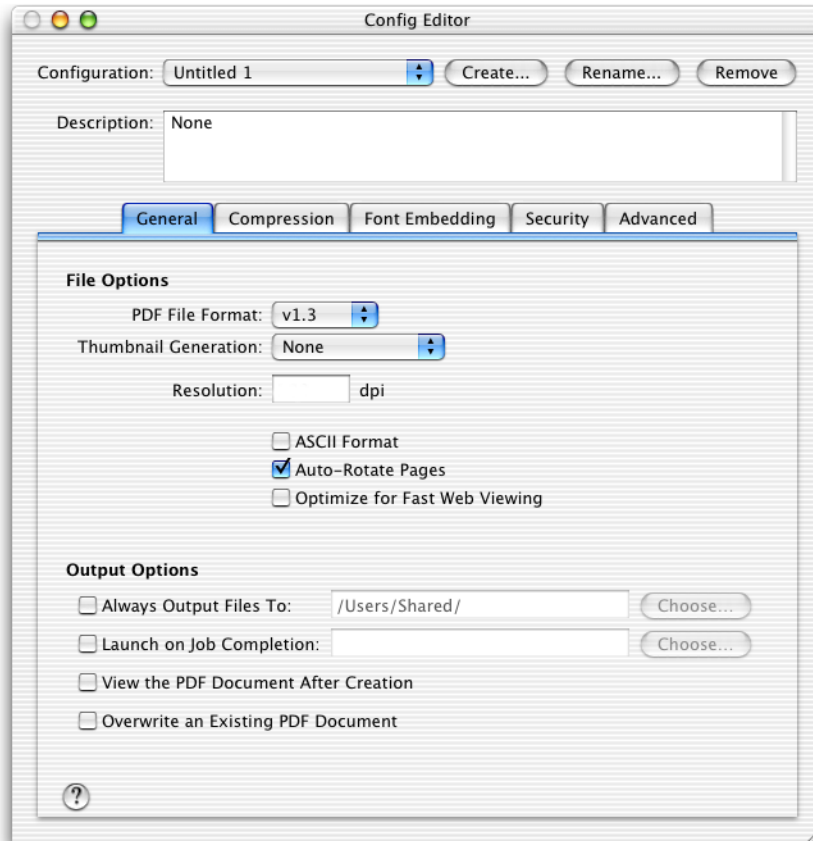 Config Editor
Configuration: Untitled 1 Create... Rename... Remove
Description: None
General Compression Font Embedding Security Advanced
File Options
PDF File Format: v1.3
Thumbnail Generation: None
Resolution: dpi
ASCII Format
Auto-Rotate Pages
Optimize for Fast Web Viewing
Output Options
Always Output Files To: /Users/Shared/ Choose...
Launch on Job Completion: Choose...
View the PDF Document After Creation
Overwrite an Existing PDF Document
?